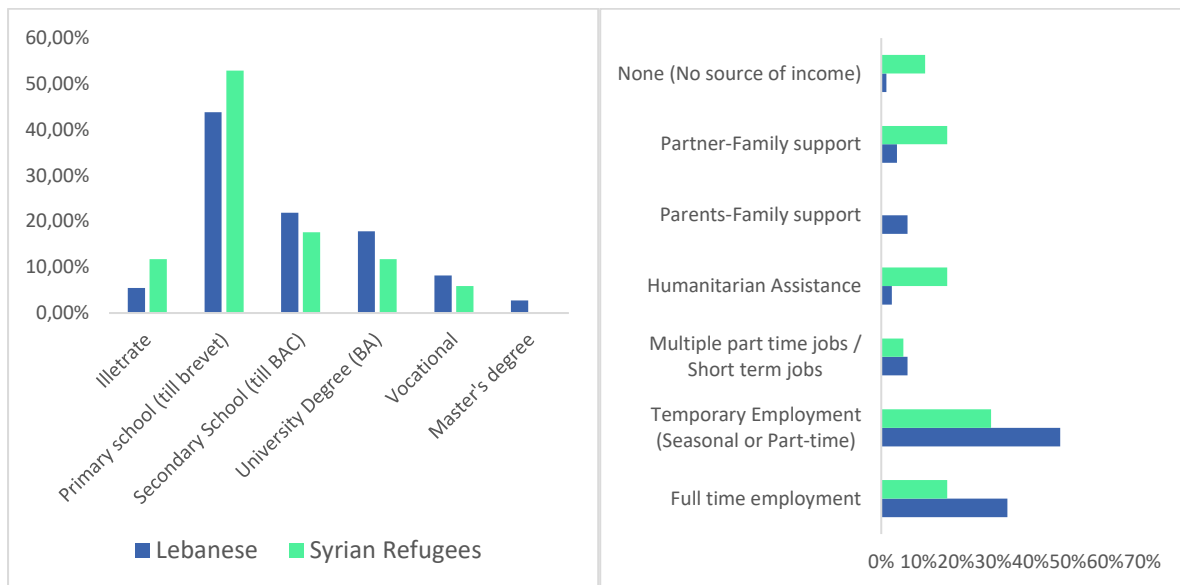 60,00%
50,00%
40,00%
30,00%
20,00%
10,00%
0,00%
Illetrate
Primary school (till brevet)
Secondary School (till BAC)
University Degree (BA)
Vocational
Master's degree
Lebanese Syrian Refugees
None (No source of income)
Partner-Family support
Parents-Family support
Humanitarian Assistance
Multiple part time jobs /
Short term jobs
Temporary Employment
(Seasonal or Part-time)
Full time employment
0% 10%20%30%40%50%60%70%